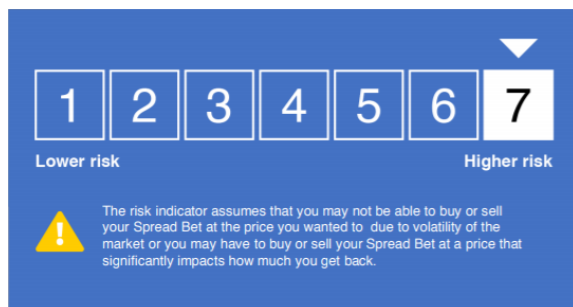 1 2 3 4 5 6 7
Lower risk Higher risk
The risk indicator assumes that you may not be able to buy or sell
your Spread Bet at the price you wanted to due to volatility of the
market or you may have to buy or sell your Spread Bet at a price that
significantly impacts how much you get back.